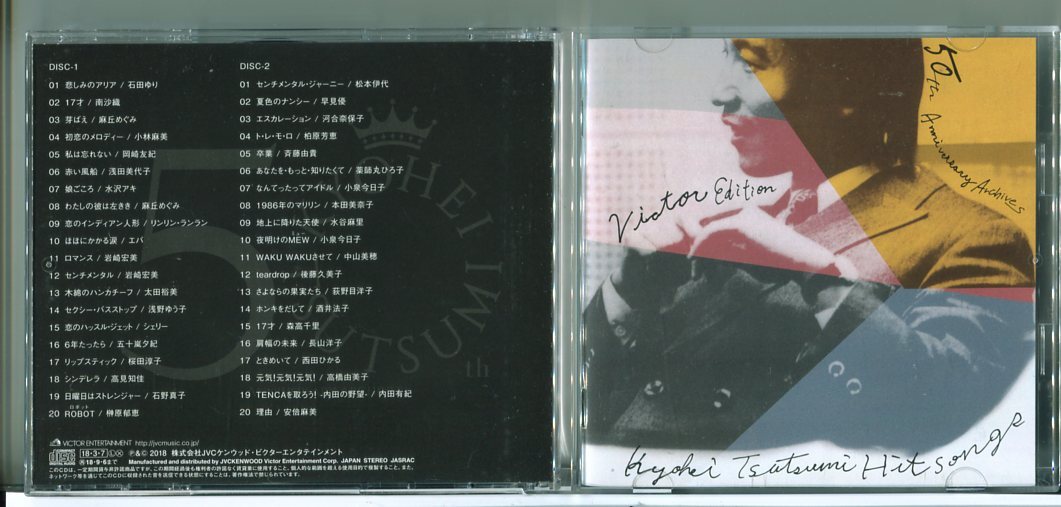 DISC-1
01 悲しみのアリア / 石田ゆり
02 17才 / 南沙織
03 芽ばえ / 麻丘めぐみ
04 初恋のメロディー / 小林麻美
05 私は忘れない / 岡崎友紀
06 赤い風船 / 浅田美代子
07 娘ごころ / 水沢アキ
08 わたしの彼は左きき / 麻丘めぐみ
09 恋のインディアン人形 / リンリン・ランラン
10 ほほにかかる涙 / エバ
11 ロマンス / 岩崎宏美
12 センチメンタル / 岩崎宏美
13 木綿のハンカチーフ / 太田裕美
14 セクシー・バスストップ / 浅野ゆう子
15 恋のハッスル・ジェット / シェリー
16 6年たったら / 五十嵐夕紀
17 リップスティック / 桜田淳子
18 シンデレラ / 高見知佳
19 日曜日はストレンジャー / 石野真子
ロボット
20 ROBOT / 榊原郁恵
DISC-2
01 センチメンタル・ジャーニー / 松本伊代
02 夏色のナンシー / 早見優
03 エスカレーション / 河合奈保子
04 ト・レ・モ・ロ / 柏原芳恵
05 卒業 / 斉藤由貴
06 あなたを・もっと・知りたくて / 薬師丸ひろ子
07 なんてったってアイドル / 小泉今日子
08 1986年のマリリン / 本田美奈子
09 地上に降りた天使 / 水谷麻里
10 夜明けのMEW / 小泉今日子
11 WAKU WAKUさせて / 中山美穂
12 teardrop / 後藤久美子
13 さよならの果実たち / 荻野目洋子
14 ホンキをだして / 酒井法子
15 17才 / 森高千里
16 肩幅の未来 / 長山洋子
17 ときめいて / 西田ひかる
18 元気!元気!元気! / 高橋由美子
19 TENCAを取ろう! -内田の野望- / 内田有紀
20 理由 / 安倍麻美
VICTOR ENTERTAINMENT http://jvcmusic.co.jp/
18・3・7 ℗&© 2018 株式会社JVCケンウッド・ビクターエンタテインメント
18・9・6まで Manufactured and distributed by JVCKENWOOD Victor Entertainment Corp. JAPAN STEREO JASRAC
50th Anniversary Archives
Victor Edition
Kyohei Tsutsumi Hit songs